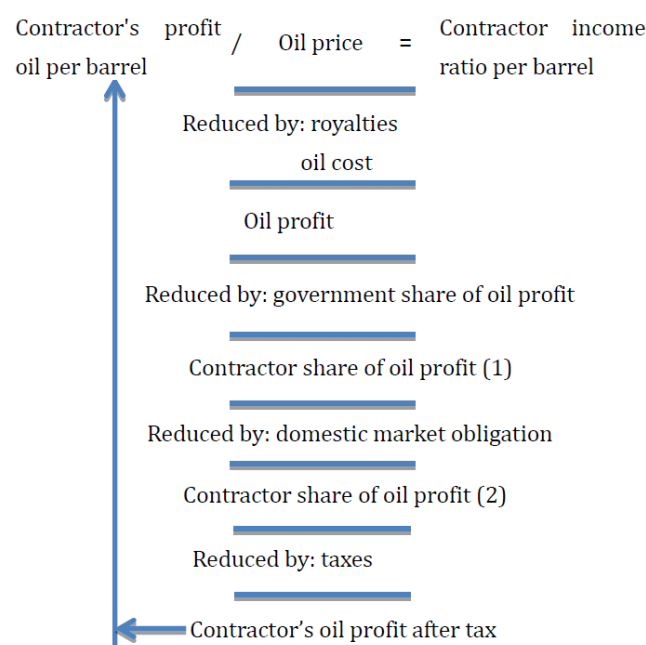 Contractor's profit / Oil price = Contractor income
oil per barrel ratio per barrel
Reduced by: royalties
oil cost
Oil profit
Reduced by: government share of oil profit
Contractor share of oil profit (1)
Reduced by: domestic market obligation
Contractor share of oil profit (2)
Reduced by: taxes
Contractor’s oil profit after tax